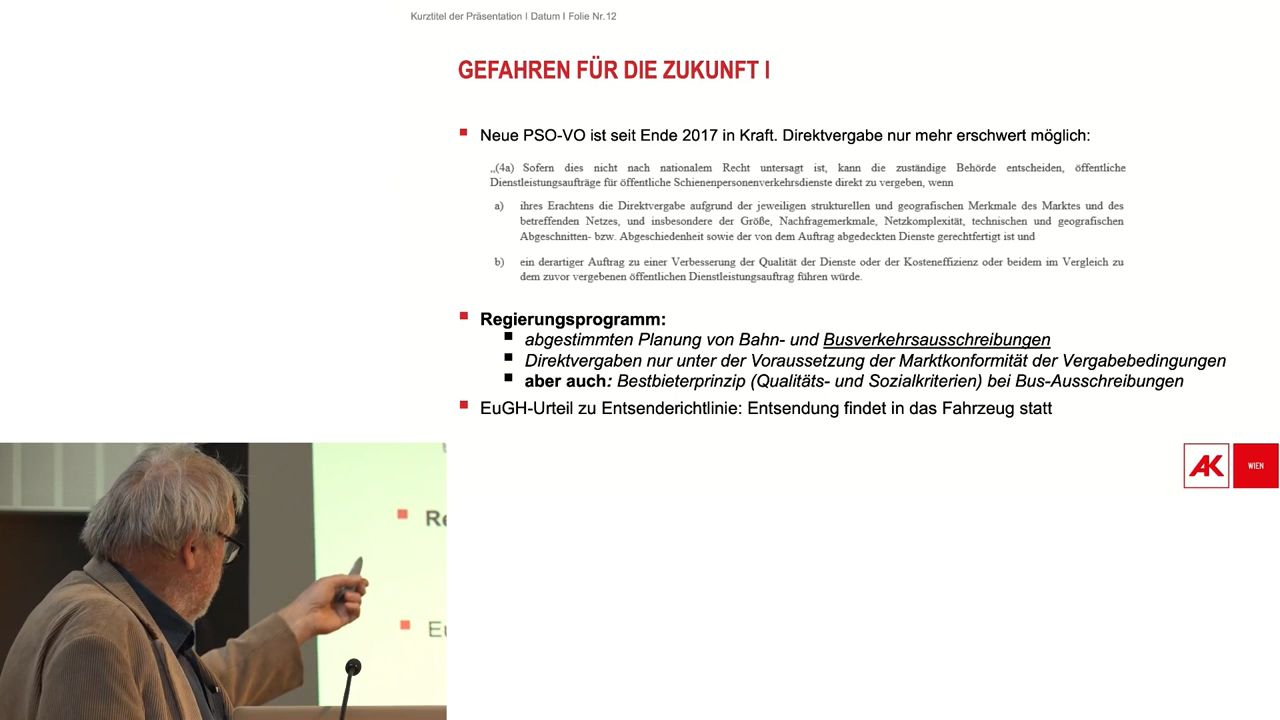 Kurztitel der Präsentation I Datum I Folie Nr.12
GEFAHREN FÜR DIE ZUKUNFT I
Neue PSO-VO ist seit Ende 2017 in Kraft. Direktvergabe nur mehr erschwert möglich:
„(4a) Sofern dies nicht nach nationalem Recht untersagt ist, kann die zuständige Behörde entscheiden, öffentliche
Dienstleistungsaufträge für öffentliche Schienenpersonenverkehrsdienste direkt zu vergeben, wenn
a) ihres Erachtens die Direktvergabe aufgrund der jeweiligen strukturellen und geografischen Merkmale des Marktes und des
betreffenden Netzes, und insbesondere der Größe, Nachfragemerkmale, Netzkomplexität, technischen und geografischen
Abgeschnitten- bzw. Abgeschiedenheit sowie der von dem Auftrag abgedeckten Dienste gerechtfertigt ist und
b) ein derartiger Auftrag zu einer Verbesserung der Qualität der Dienste oder der Kosteneffizienz oder beidem im Vergleich zu
dem zuvor vergebenen öffentlichen Dienstleistungsauftrag führen würde.
Regierungsprogramm:
abgestimmten Planung von Bahn- und Busverkehrsausschreibungen
Direktvergaben nur unter der Voraussetzung der Marktkonformität der Vergabebedingungen
aber auch: Bestbieterprinzip (Qualitäts- und Sozialkriterien) bei Bus-Ausschreibungen
EuGH-Urteil zu Entsenderichtlinie: Entsendung findet in das Fahrzeug statt
AK WIEN
Re
Eu